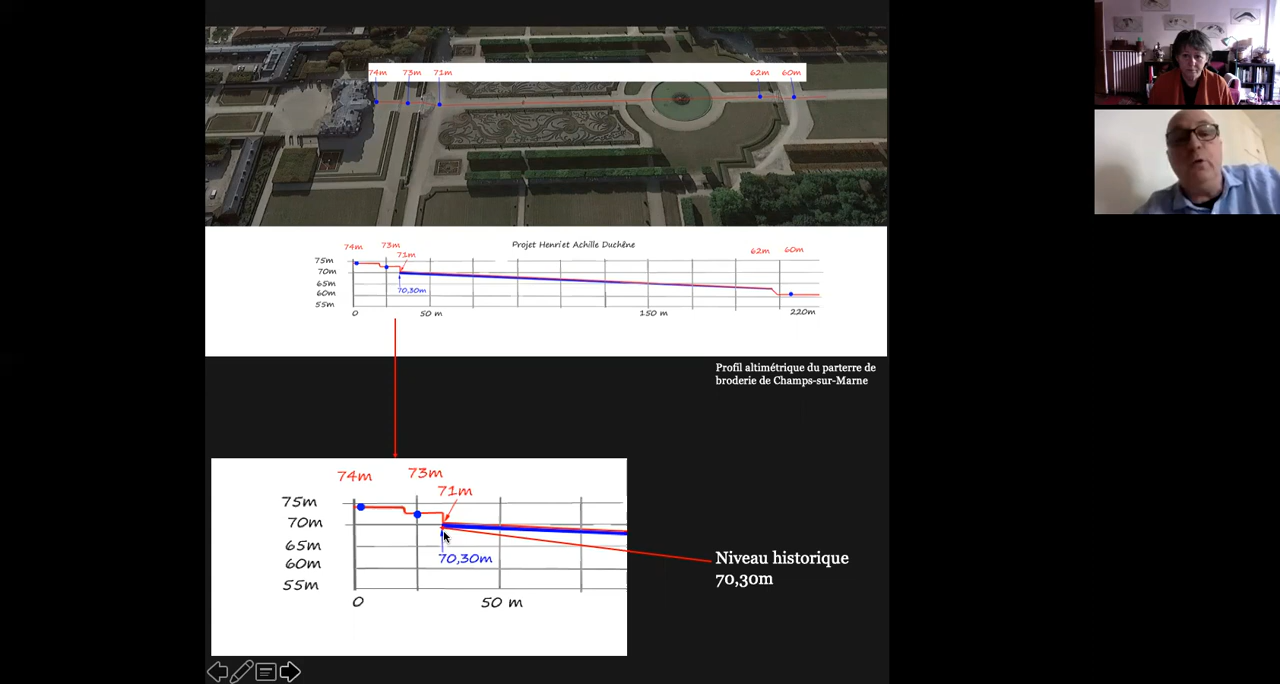 74m 73m 71m 62m 60m
Projet Henri et Achille Duchêne
74m 73m 71m 62m 60m
75m
70m
65m
60m
55m
70,30m
0 50 m 150 m 220m
Profil altimétrique du parterre de
broderie de Champs-sur-Marne
74m 73m
71m
75m
70m
65m
60m
55m
70,30m
0 50 m
Niveau historique
70,30m